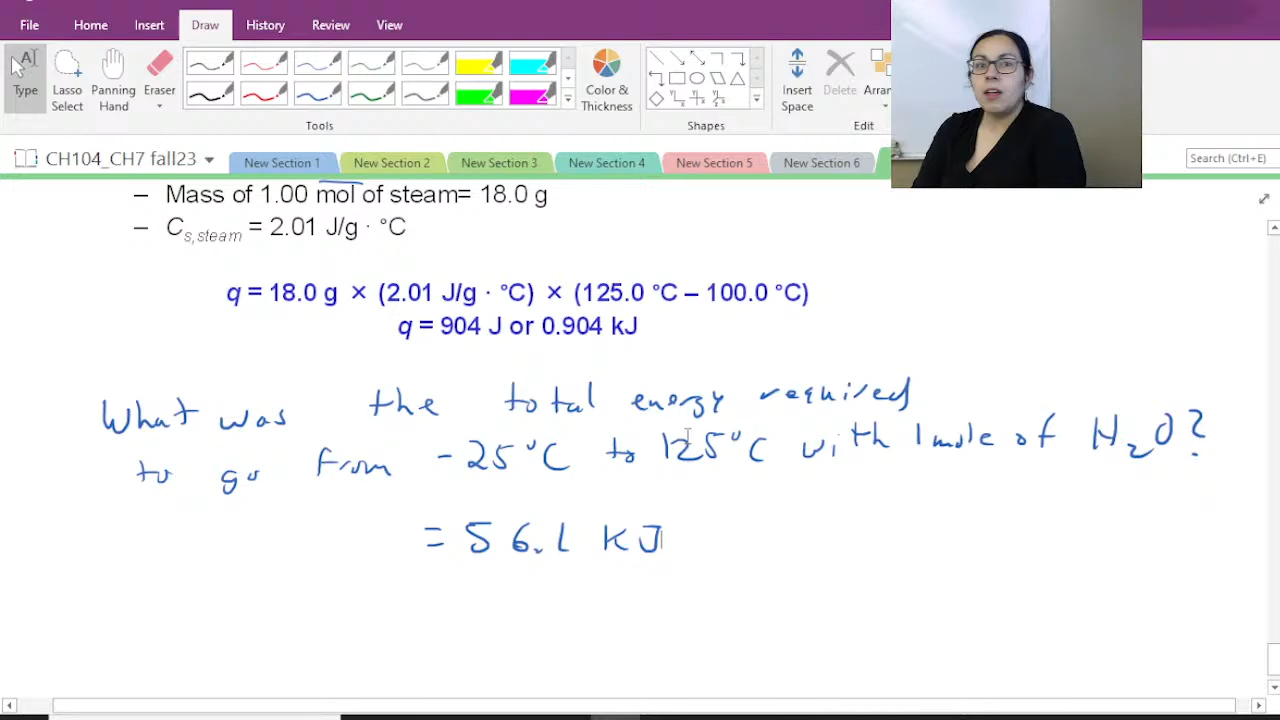 File Home Insert Draw History Review View
Type
Lasso Select
Panning Hand
Eraser
Color & Thickness
Insert Space
Delete
Arran
Tools Shapes Edit
CH104_CH7 fall23 New Section 1 New Section 2 New Section 3 New Section 4 New Section 5 New Section 6 Search (Ctrl+E)
– Mass of 1.00 mol of steam= 18.0 g
– Cs,steam = 2.01 J/g · °C
q = 18.0 g × (2.01 J/g · °C) × (125.0 °C – 100.0 °C)
q = 904 J or 0.904 kJ
What was the total energy required
to go from -25°C to 125°C with 1 mole of H₂O?
= 56.1 KJ